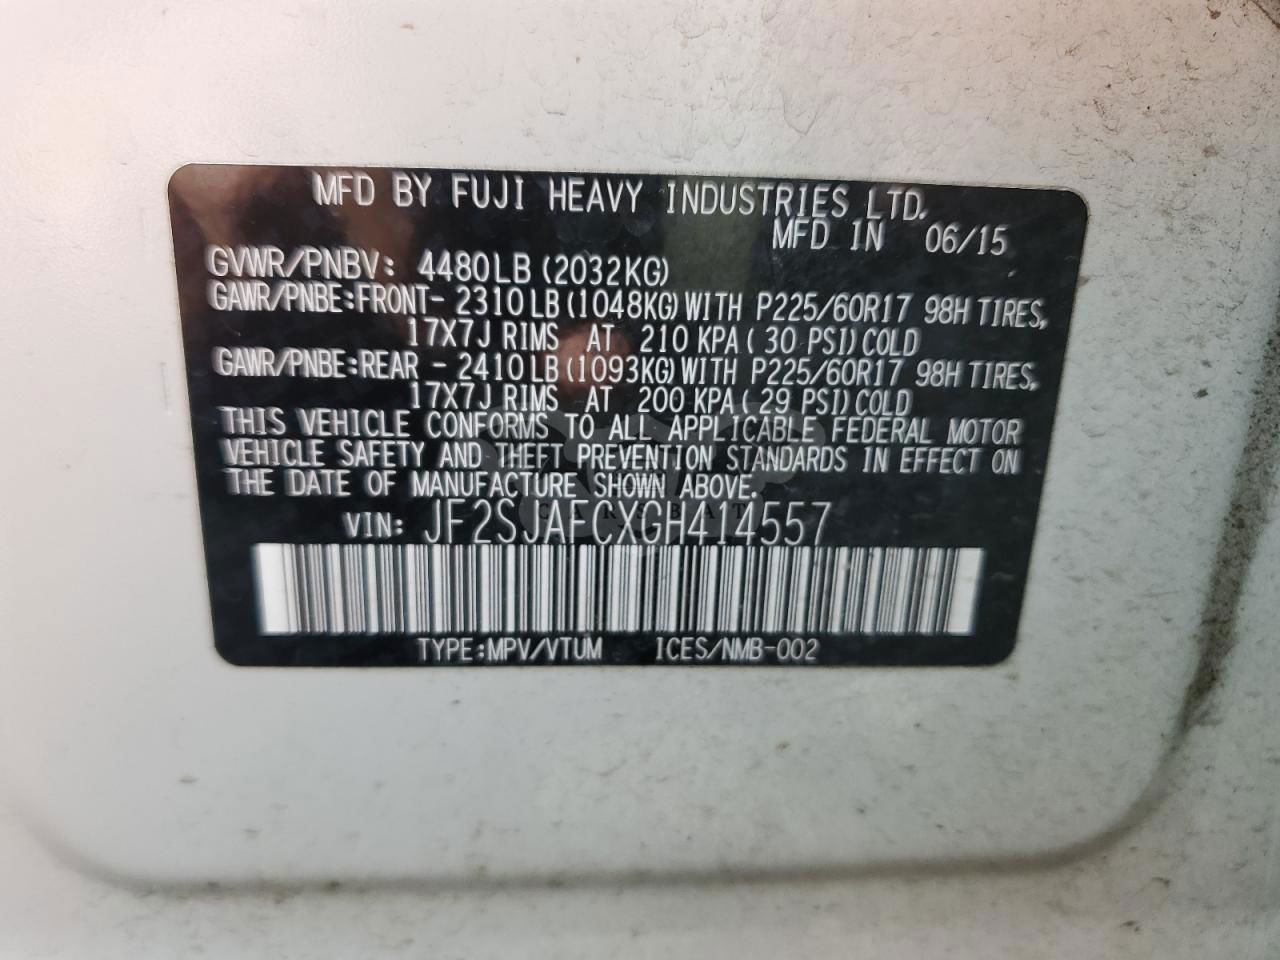 MFD BY FUJI HEAVY INDUSTRIES LTD.
MFD IN 06/15
GVWR/PNBV: 4480LB (2032KG)
GAWR/PNBE:FRONT- 2310LB(1048KG)WITH P225/60R17 98H TIRES,
17X7J RIMS AT 210 KPA( 30 PSI)COLD
GAWR/PNBE:REAR - 2410LB(1093KG)WITH P225/60R17 98H TIRES,
17X7J RIMS AT 200 KPA(29 PSI)COLD
THIS VEHICLE CONFORMS TO ALL APPLICABLE FEDERAL MOTOR
VEHICLE SAFETY AND THEFT PREVENTION STANDARDS IN EFFECT ON
THE DATE OF MANUFACTURE SHOWN ABOVE.
CARSBAT
VIN: JF2SJAFCXGH414557
TYPE:MPV/VTUM ICES/NMB-002